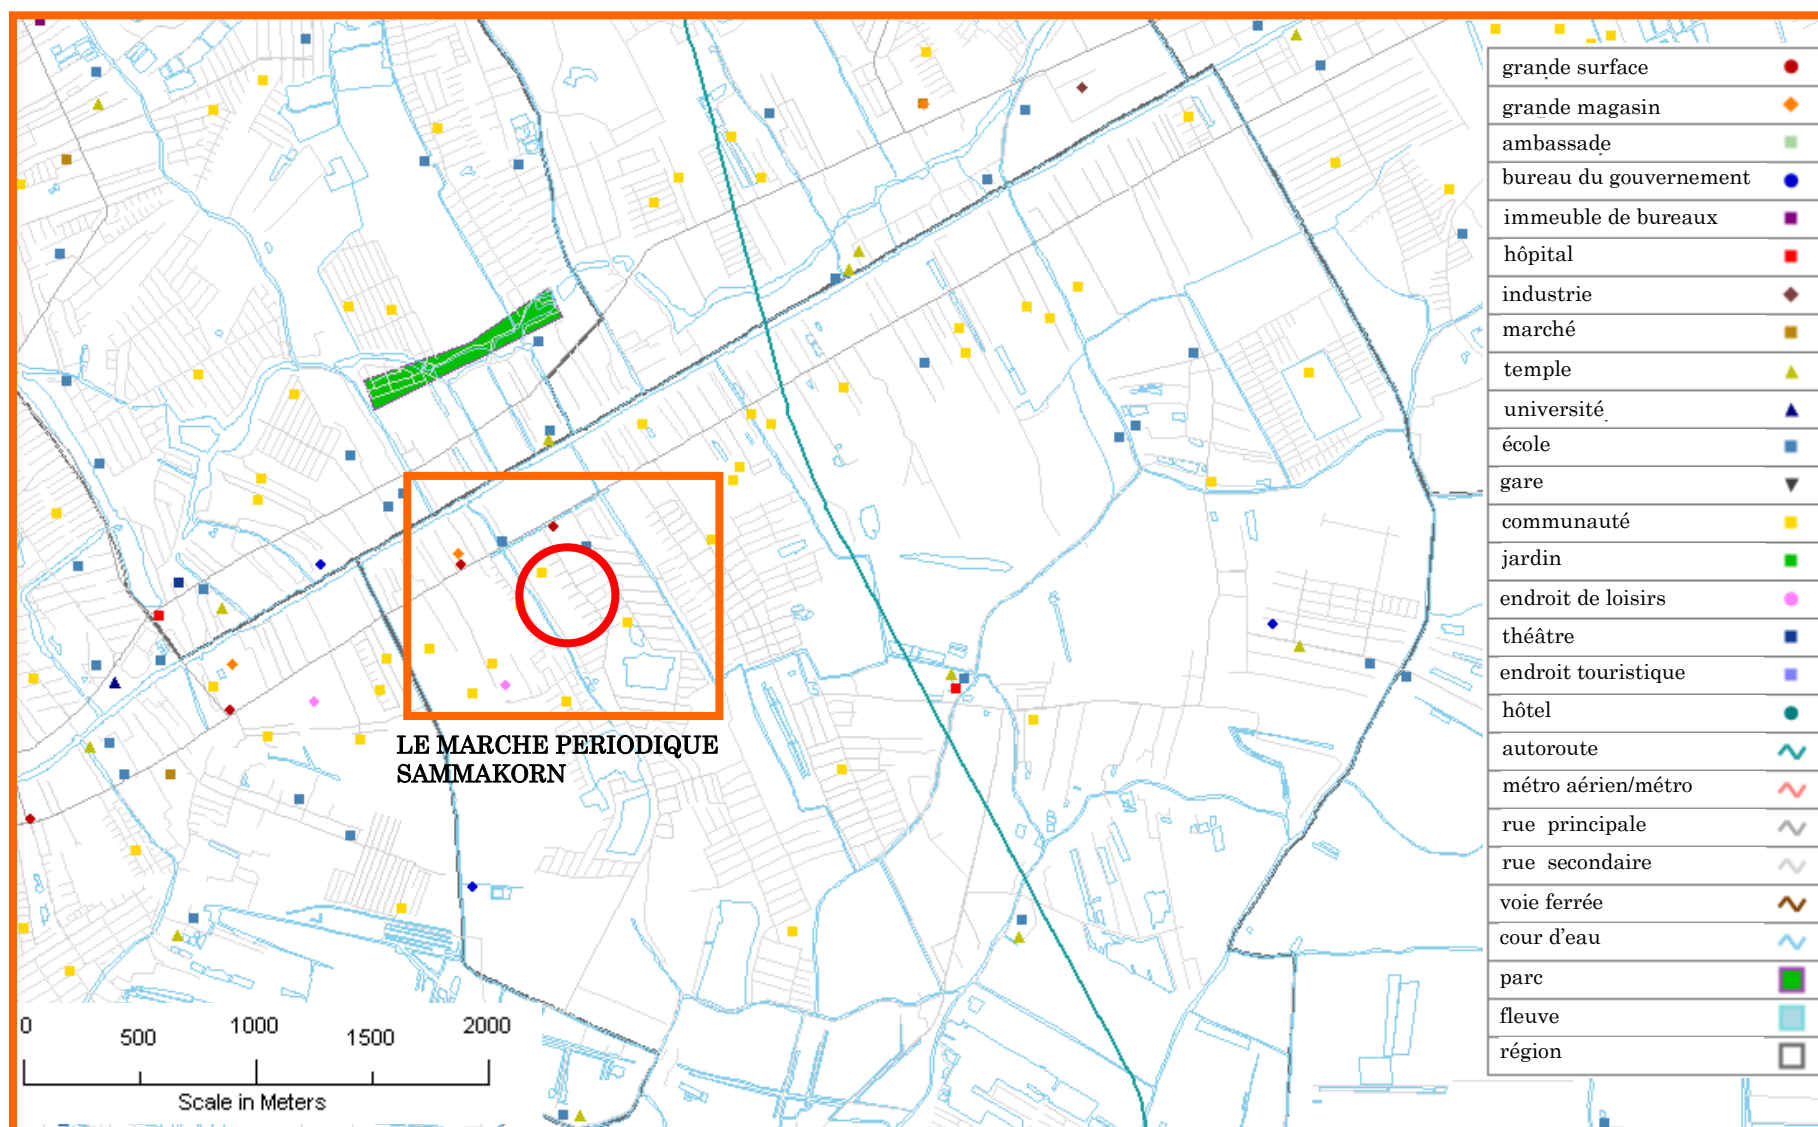 grande surface
grande magasin
ambassade
bureau du gouvernement
immeuble de bureaux
hôpital
industrie
marché
temple
université
école
gare
communauté
jardin
endroit de loisirs
théâtre
endroit touristique
hôtel
autoroute
métro aérien/métro
rue principale
rue secondaire
voie ferrée
cour d'eau
parc
fleuve
région
LE MARCHE PERIODIQUE
SAMMAKORN
0 500 1000 1500 2000
Scale in Meters